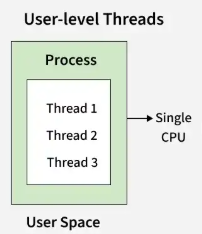 User-level Threads
Process
Thread 1
Thread 2
Thread 3
Single
CPU
User Space